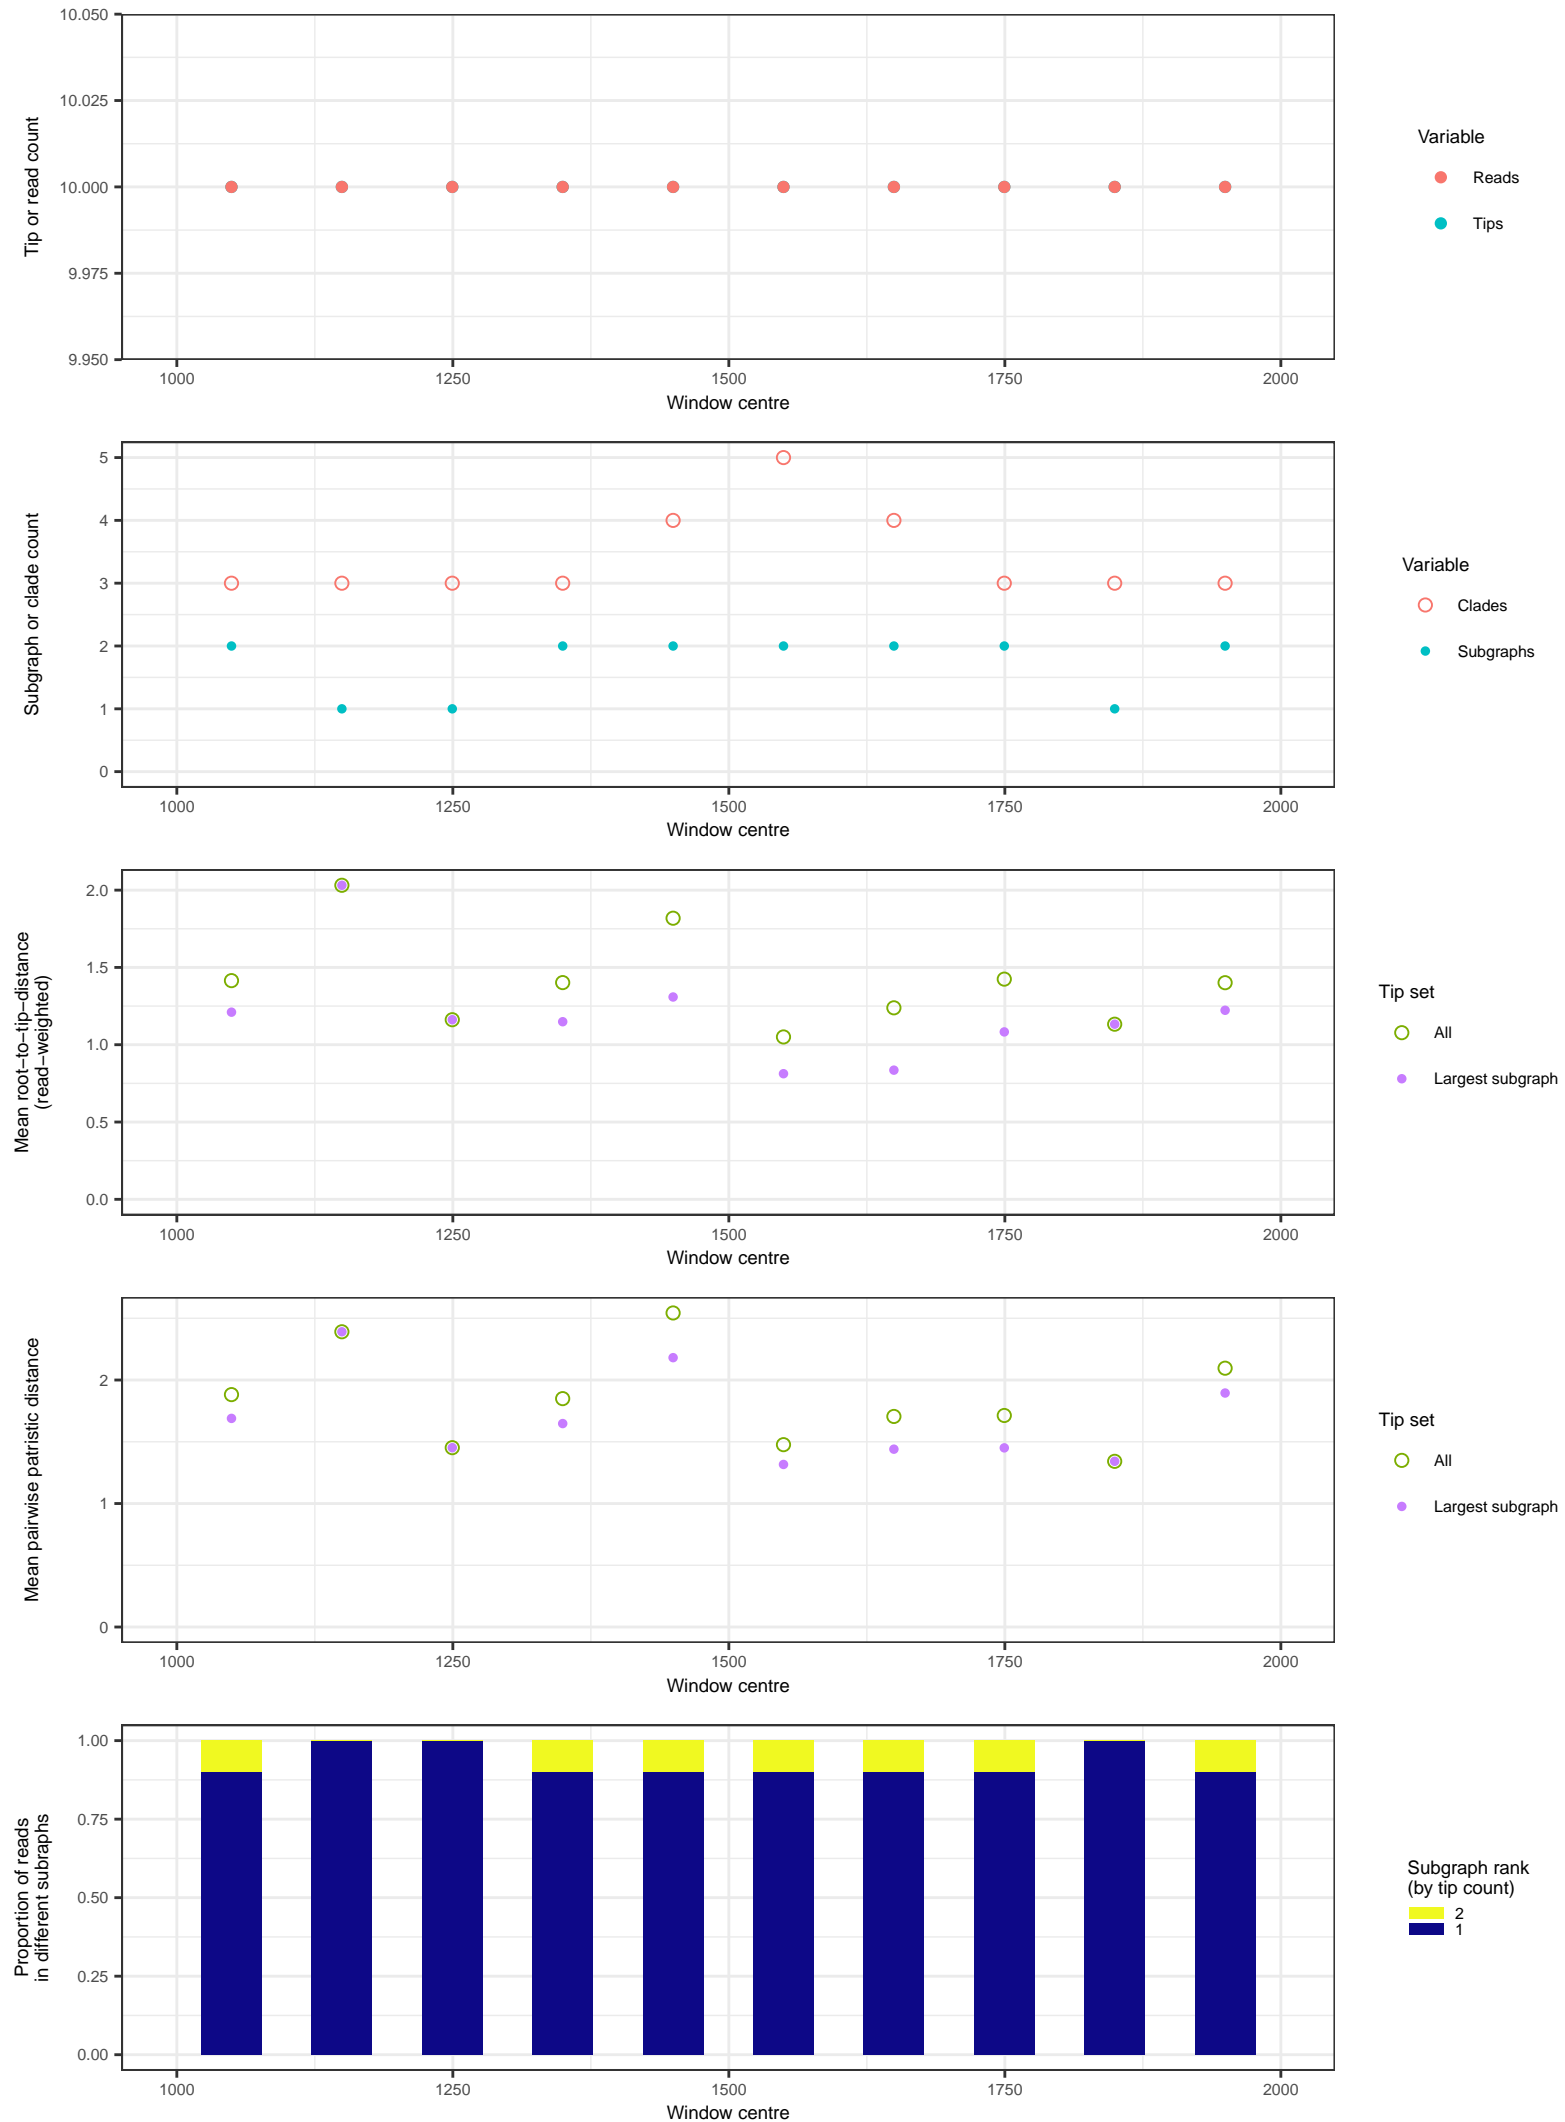 10.050
10.025
10.000
9.975
9.950
Tip or read count
1000 1250 1500 1750 2000
Window centre
Variable
Reads
Tips
5
4
3
2
1
0
Subgraph or clade count
1000 1250 1500 1750 2000
Window centre
Variable
Clades
Subgraphs
2.0
1.5
1.0
0.5
0.0
Mean root−to−tip−distance
(read−weighted)
1000 1250 1500 1750 2000
Window centre
Tip set
All
Largest subgraph
2
1
0
Mean pairwise patristic distance
1000 1250 1500 1750 2000
Window centre
Tip set
All
Largest subgraph
1.00
0.75
0.50
0.25
0.00
Proportion of reads
in different subraphs
1000 1250 1500 1750 2000
Window centre
Subgraph rank
(by tip count)
2
1